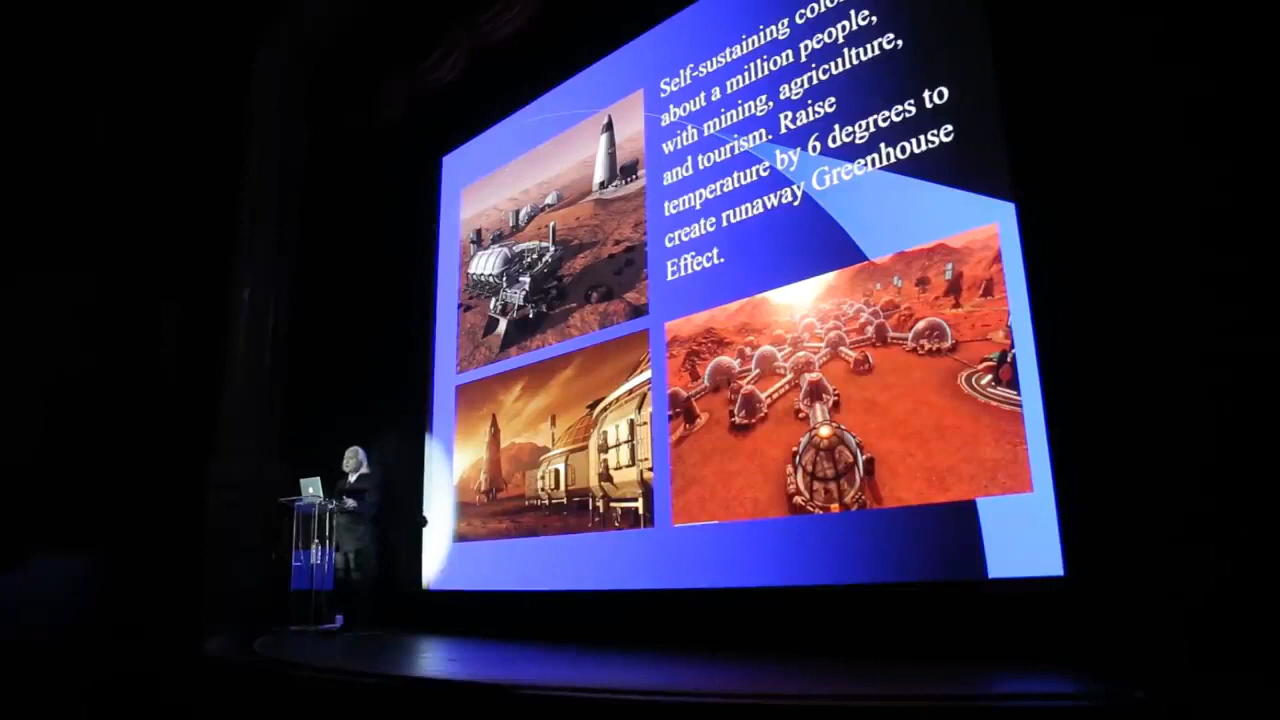 Self-sustaining
about a million people,
with mining, agriculture,
and tourism. Raise
temperature by 6 degrees to
create runaway Greenhouse
Effect.